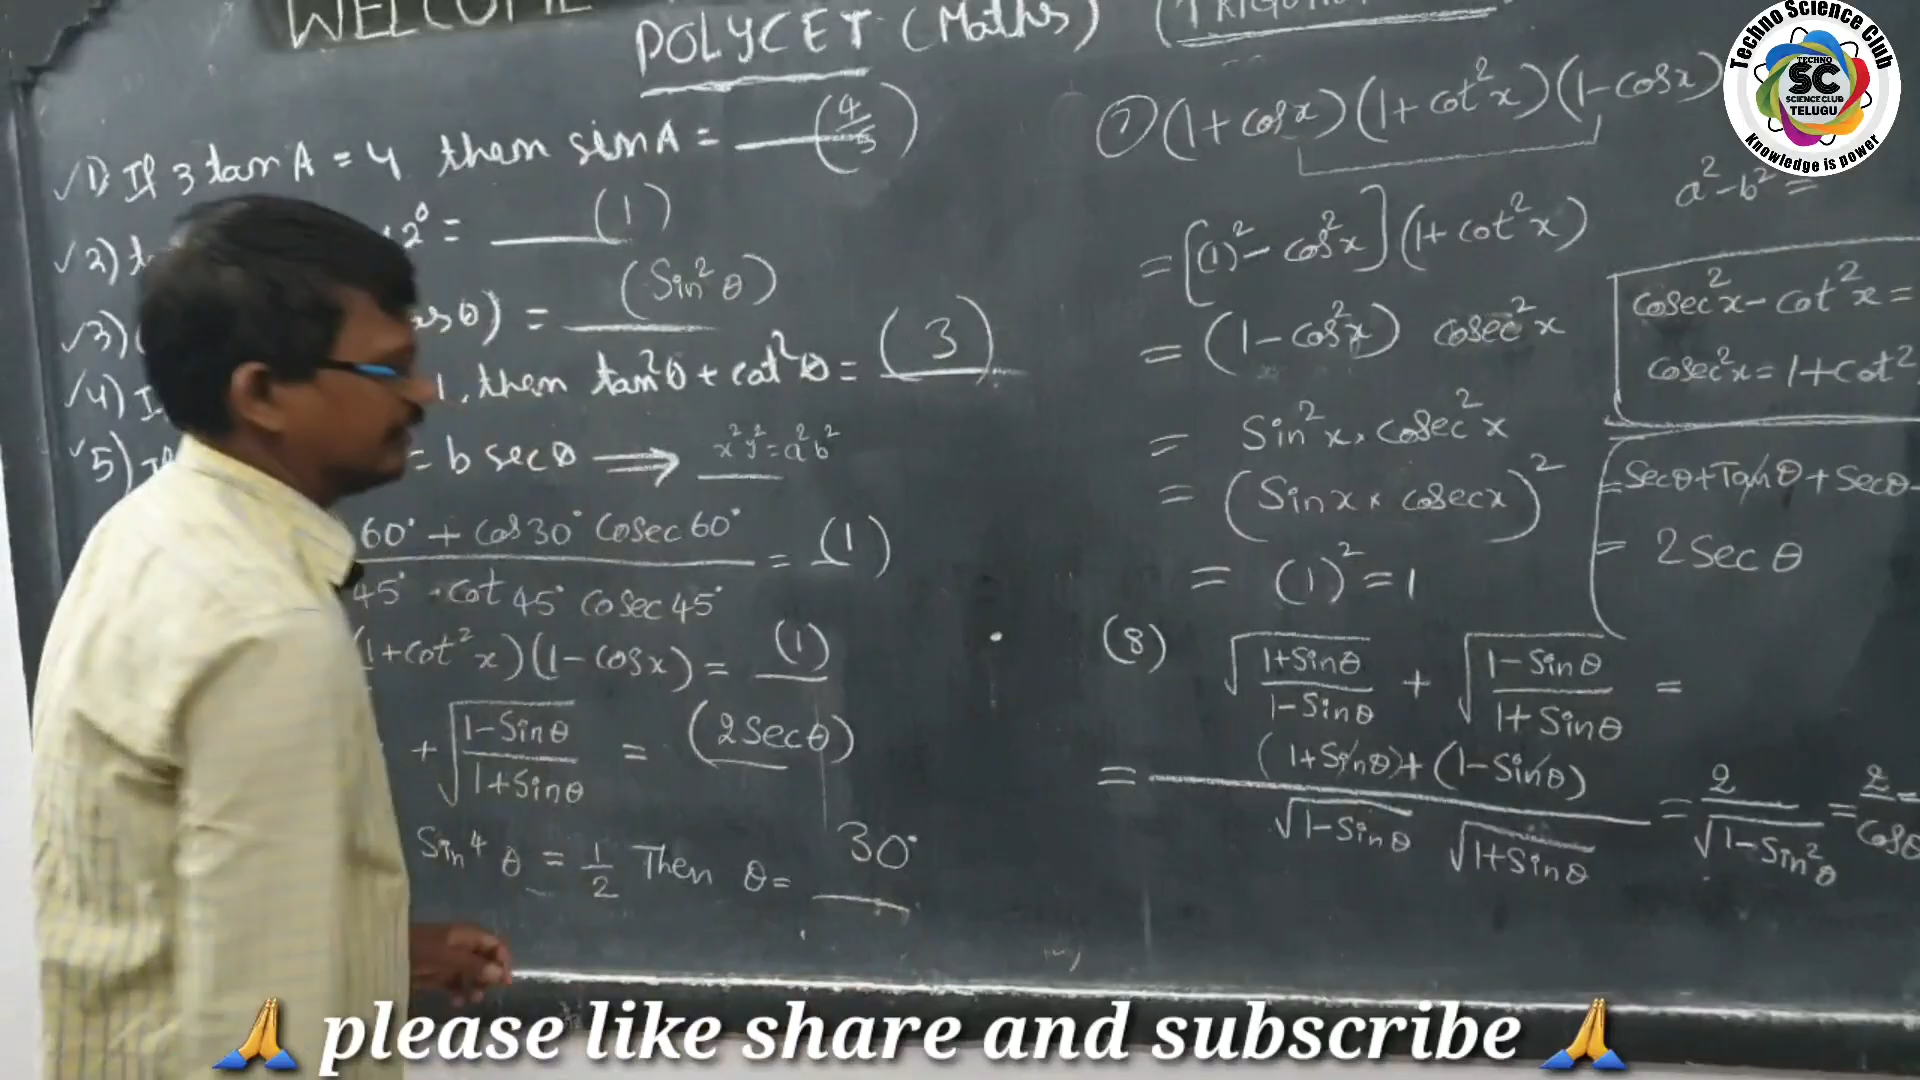 WELCOME
POLYCET (Maths)
✓1) If 3 tan A = 4 then sin A = (4/5)
✓2) 42° = (1)
✓3) cosθ) = (Sin²θ)
✓4) I 1, then tan²θ + cot²θ = (3)
✓5) If = b secθ ⟹ x²y² = a²b²
60° + Cos 30° Cosec 60°
45° · cot 45° Cosec 45°
= (1)
(1+cot²x)(1-cosx) = (1)
+ √(1-Sinθ / 1+Sinθ) = (2Secθ)
Sin⁴θ = 1/2 Then θ = 30°
(7) (1+cosx)(1+cot²x)(1-cosx)
a²-b² =
= [(1)² - cos²x](1+cot²x)
= (1-cos²x) cosec²x
= Sin²x × cosec²x
= (Sinx × cosecx)²
= (1)² = 1
cosec²x - cot²x =
cosec²x = 1+cot²
= Secθ+Tanθ+Secθ-
= 2Secθ
(8) √(1+Sinθ / 1-Sinθ) + √(1-Sinθ / 1+Sinθ) =
= (1+Sinθ)+(1-Sinθ) / √1-Sinθ √1+Sinθ = 2 / √1-Sin²θ = 2 / cosθ =
Techno Science Club
TECHNO
SC
SCIENCE CLUB
TELUGU
Knowledge is power
🙏 please like share and subscribe 🙏